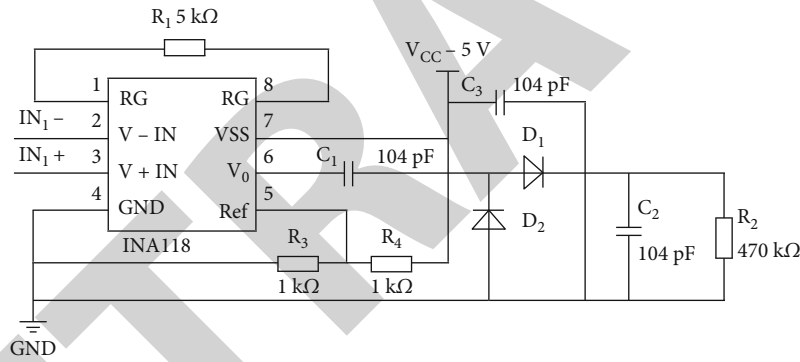 R1 5 kΩ
VCC – 5 V
C3
104 pF
1
RG
RG
8
IN1 –
2
V – IN
VSS
7
IN1 +
3
V + IN
V0
6
C1
104 pF
D1
4
GND
Ref
5
D2
C2
104 pF
R2
470 kΩ
INA118
R3
1 kΩ
R4
1 kΩ
GND
TRA